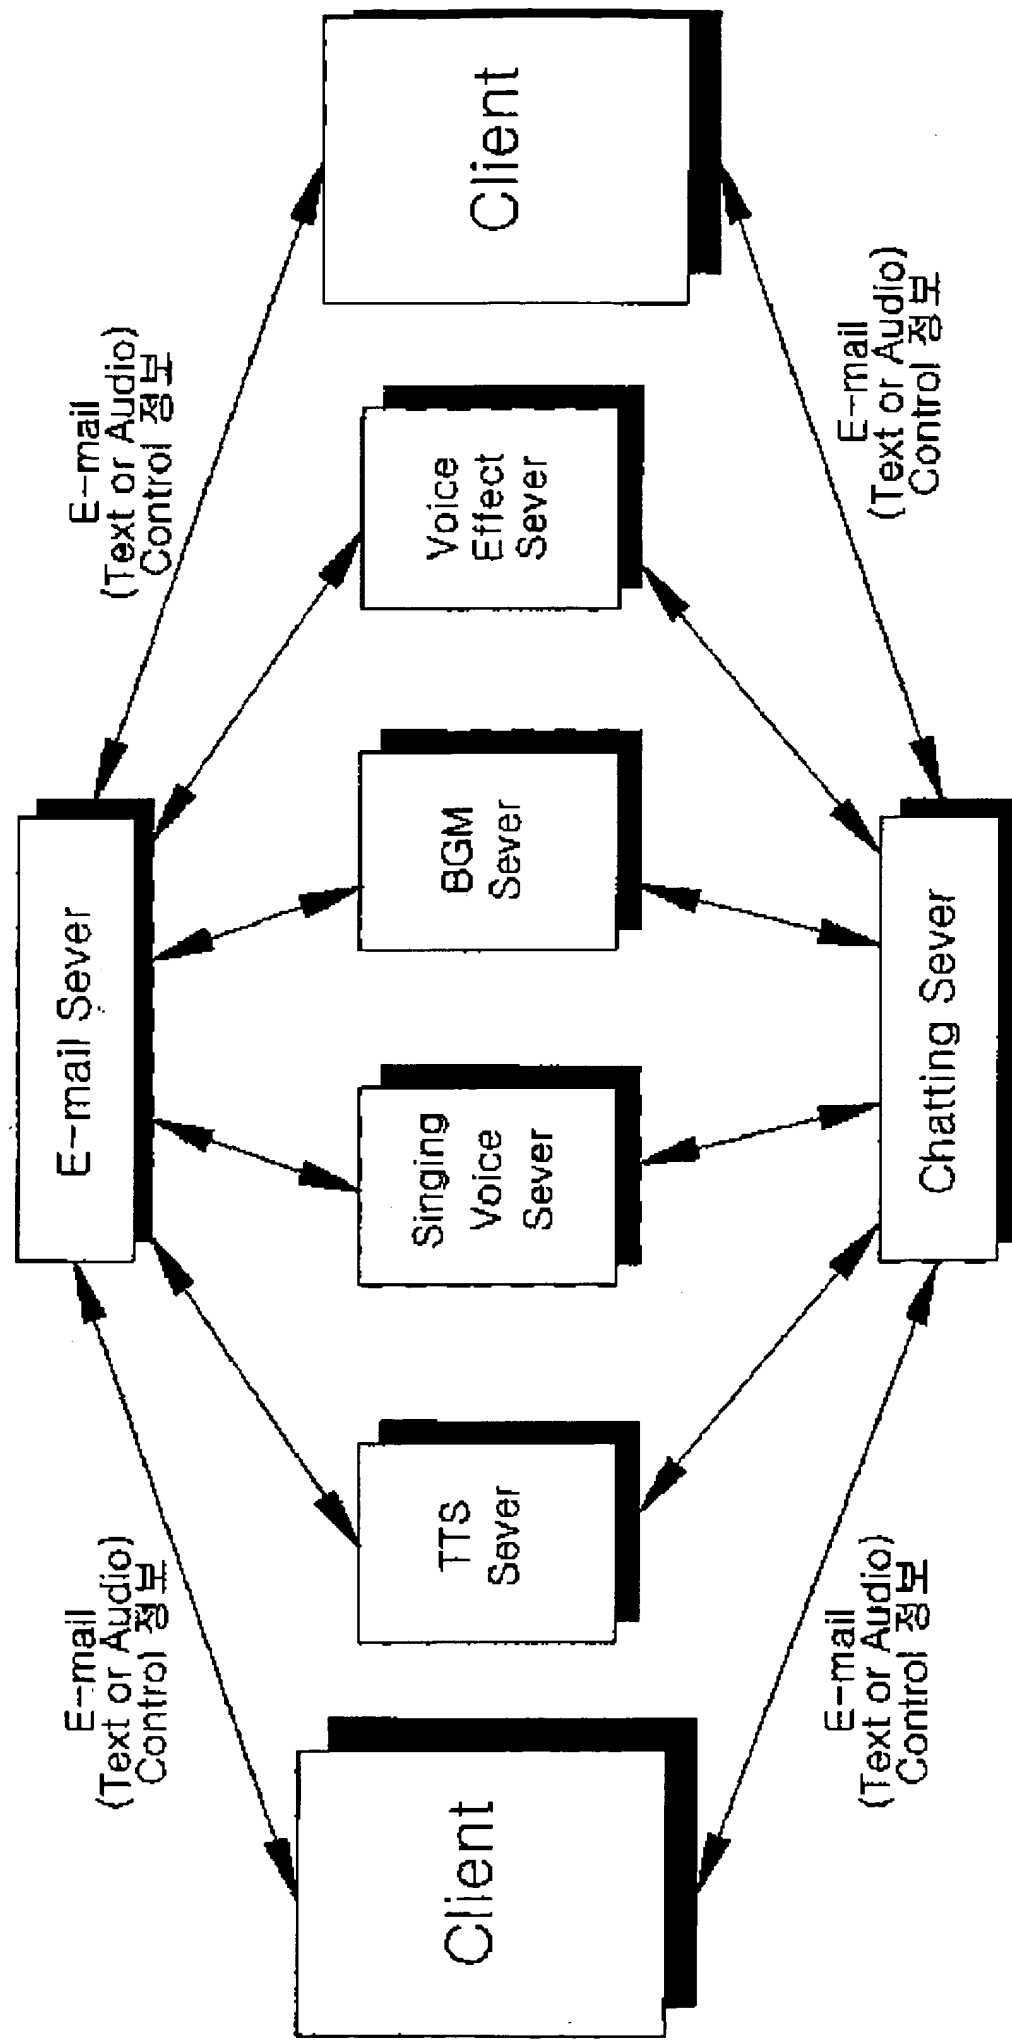 E-mail Sever
E-mail
(Text or Audio)
Control 정보
E-mail
(Text or Audio)
Control 정보
Client
TTS
Sever
Singing
Voice
Sever
BGM
Sever
Voice
Effect
Sever
Client
E-mail
(Text or Audio)
Control 정보
E-mail
(Text or Audio)
Control 정보
Chatting Sever